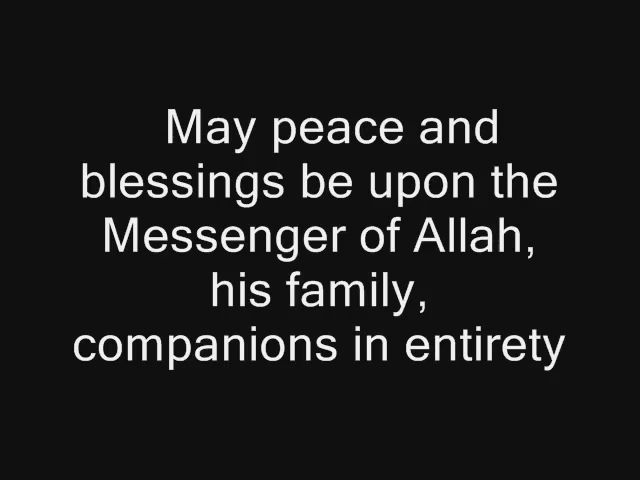 May peace and
blessings be upon the
Messenger of Allah,
his family,
companions in entirety